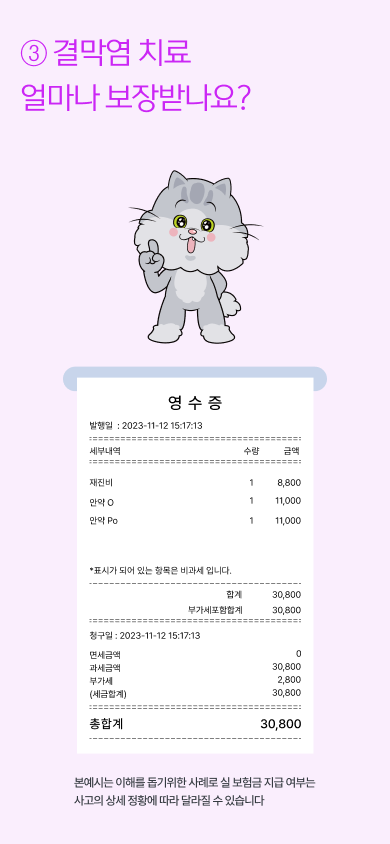 ③ 결막염 치료
얼마나 보장받나요?
영 수 증
발행일 : 2023-11-12 15:17:13
세부내역 수량 금액
재진비 1 8,800
안약 O 1 11,000
안약 Po 1 11,000
*표시가 되어 있는 항목은 비과세 입니다.
합계 30,800
부가세포함합계 30,800
청구일 : 2023-11-12 15:17:13
면세금액 0
과세금액 30,800
부가세 2,800
(세금합계) 30,800
총합계 30,800
본예시는 이해를 돕기위한 사례로 실 보험금 지급 여부는
사고의 상세 정황에 따라 달라질 수 있습니다